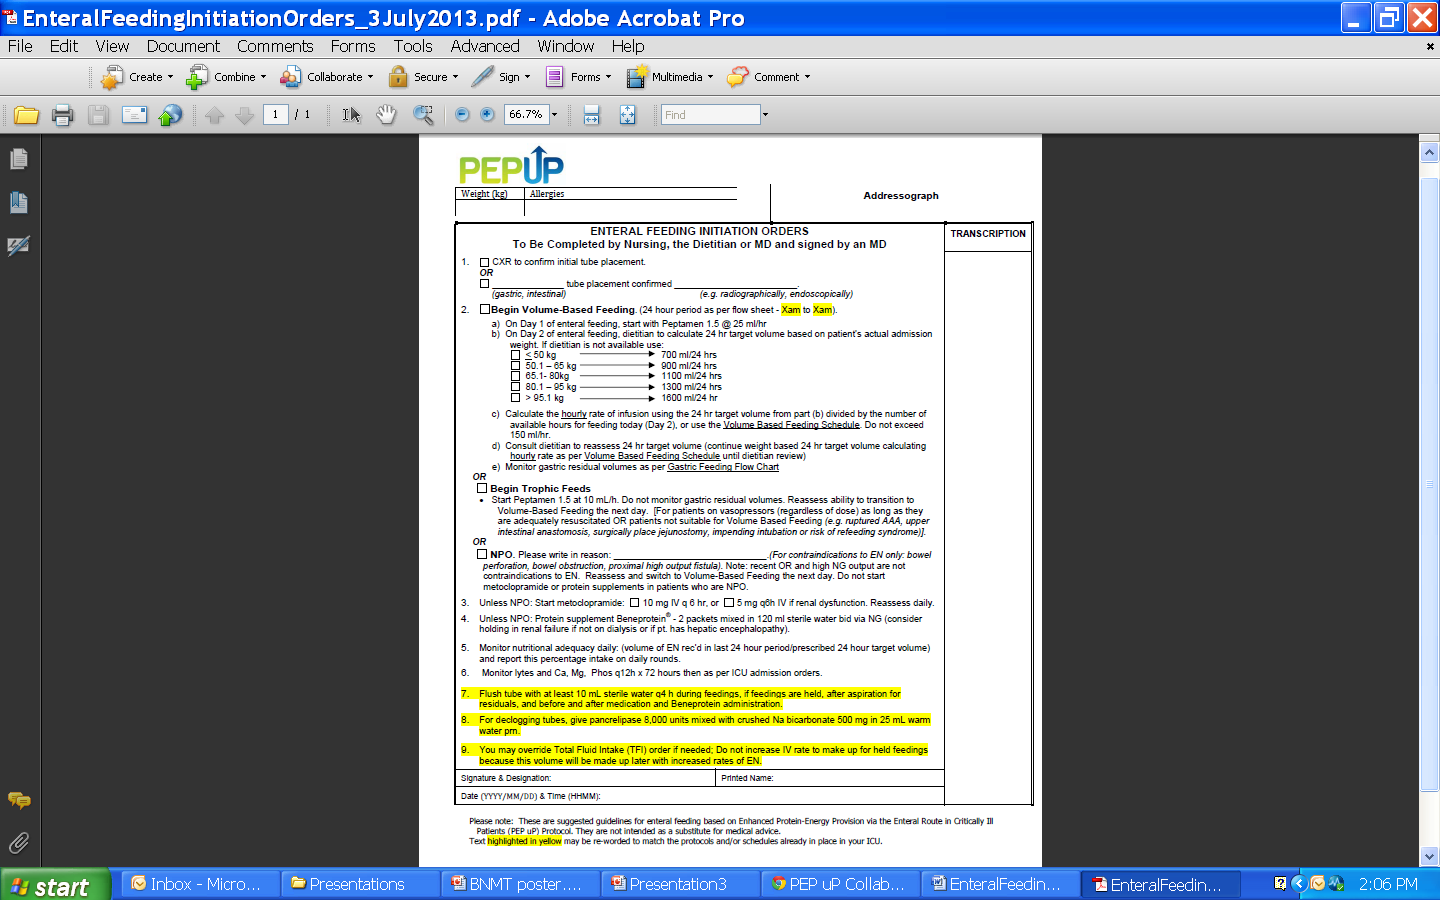 EnteralFeedingInitiationOrders_3July2013.pdf - Adobe Acrobat Pro
File Edit View Document Comments Forms Tools Advanced Window Help
Create Combine Collaborate Secure Sign Forms Multimedia Comment
1 / 1 66.7% Find
PEPUP
Weight (kg) Allergies
Addressograph
ENTERAL FEEDING INITIATION ORDERS
To Be Completed by Nursing, the Dietitian or MD and signed by an MD
TRANSCRIPTION
1. CXR to confirm initial tube placement.
OR
______________ tube placement confirmed ________________________.
(gastric, intestinal) (e.g. radiographically, endoscopically)
2. Begin Volume-Based Feeding. (24 hour period as per flow sheet - Xam to Xam).
a) On Day 1 of enteral feeding, start with Peptamen 1.5 @ 25 ml/hr
b) On Day 2 of enteral feeding, dietitian to calculate 24 hr target volume based on patient's actual admission
weight. If dietitian is not available use:
≤ 50 kg 700 ml/24 hrs
50.1 – 65 kg 900 ml/24 hrs
65.1- 80kg 1100 ml/24 hrs
80.1 – 95 kg 1300 ml/24 hrs
> 95.1 kg 1600 ml/24 hr
c) Calculate the hourly rate of infusion using the 24 hr target volume from part (b) divided by the number of
available hours for feeding today (Day 2), or use the Volume Based Feeding Schedule. Do not exceed
150 ml/hr.
d) Consult dietitian to reassess 24 hr target volume (continue weight based 24 hr target volume calculating
hourly rate as per Volume Based Feeding Schedule until dietitian review)
e) Monitor gastric residual volumes as per Gastric Feeding Flow Chart
OR
Begin Trophic Feeds
• Start Peptamen 1.5 at 10 mL/h. Do not monitor gastric residual volumes. Reassess ability to transition to
Volume-Based Feeding the next day. [For patients on vasopressors (regardless of dose) as long as they
are adequately resuscitated OR patients not suitable for Volume Based Feeding (e.g. ruptured AAA, upper
intestinal anastomosis, surgically place jejunostomy, impending intubation or risk of refeeding syndrome)].
OR
NPO. Please write in reason: ______________________________.(For contraindications to EN only: bowel
perforation, bowel obstruction, proximal high output fistula). Note: recent OR and high NG output are not
contraindications to EN. Reassess and switch to Volume-Based Feeding the next day. Do not start
metoclopramide or protein supplements in patients who are NPO.
3. Unless NPO: Start metoclopramide: 10 mg IV q 6 hr, or 5 mg q6h IV if renal dysfunction. Reassess daily.
4. Unless NPO: Protein supplement Beneprotein® - 2 packets mixed in 120 ml sterile water bid via NG (consider
holding in renal failure if not on dialysis or if pt. has hepatic encephalopathy).
5. Monitor nutritional adequacy daily: (volume of EN rec'd in last 24 hour period/prescribed 24 hour target volume)
and report this percentage intake on daily rounds.
6. Monitor lytes and Ca, Mg, Phos q12h x 72 hours then as per ICU admission orders.
7. Flush tube with at least 10 mL sterile water q4 h during feedings, if feedings are held, after aspiration for
residuals, and before and after medication and Beneprotein administration.
8. For declogging tubes, give pancrelipase 8,000 units mixed with crushed Na bicarbonate 500 mg in 25 mL warm
water prn.
9. You may override Total Fluid Intake (TFI) order if needed; Do not increase IV rate to make up for held feedings
because this volume will be made up later with increased rates of EN.
Signature & Designation: Printed Name:
Date (YYYY/MM/DD) & Time (HHMM):
Please note: These are suggested guidelines for enteral feeding based on Enhanced Protein-Energy Provision via the Enteral Route in Critically Ill
Patients (PEP uP) Protocol. They are not intended as a substitute for medical advice.
Text highlighted in yellow may be re-worded to match the protocols and/or schedules already in place in your ICU.
start Inbox - Micro... Presentations BNMT poster.... Presentation3 PEP uP Collab... EnteralFeedin... EnteralFeedin... 2:06 PM